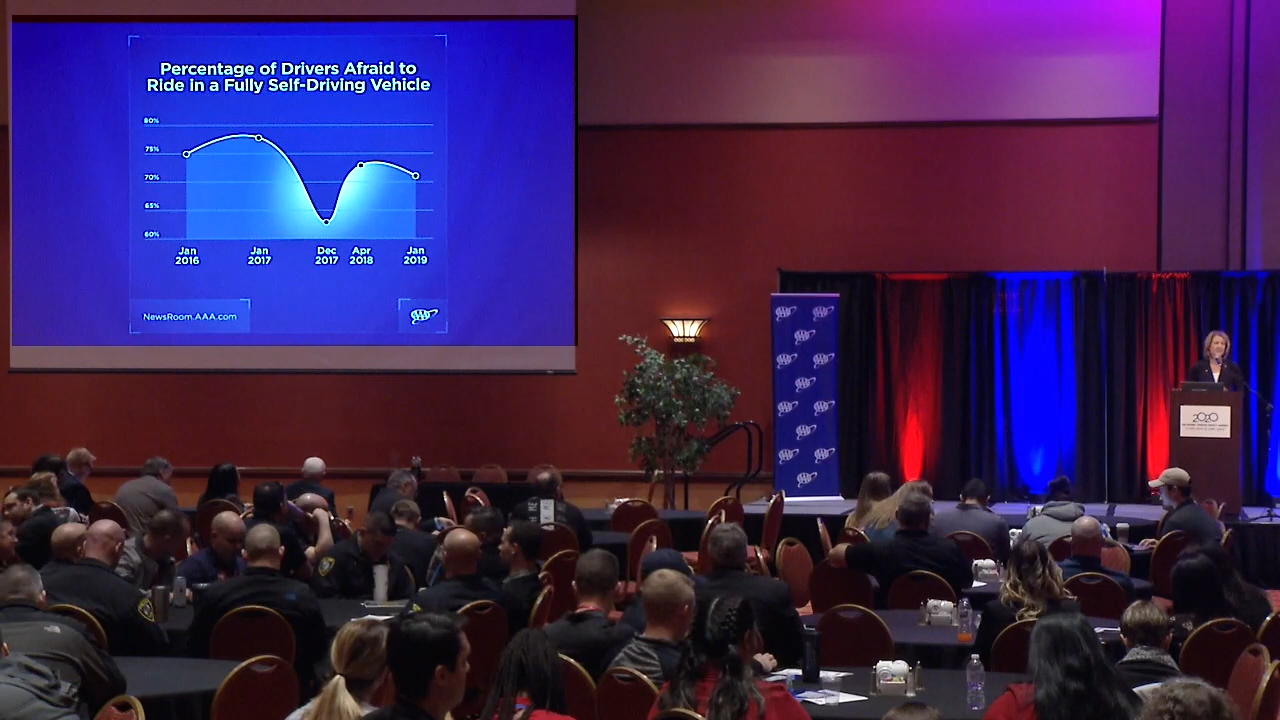 Percentage of Drivers Afraid to
Ride in a Fully Self-Driving Vehicle
80%
75%
70%
65%
60%
Jan
2016
Jan
2017
Dec
2017
Apr
2018
Jan
2019
NewsRoom.AAA.com
AAA
2020